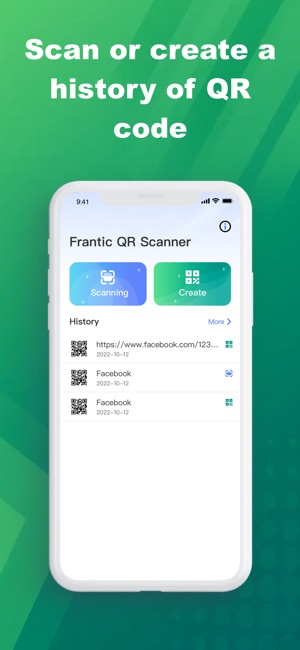 Scan or create a
history of QR
code
9:41
Frantic QR Scanner
Scanning
Create
History
More
https://www.facebook.com/123...
2022-10-12
Facebook
2022-10-12
Facebook
2022-10-12